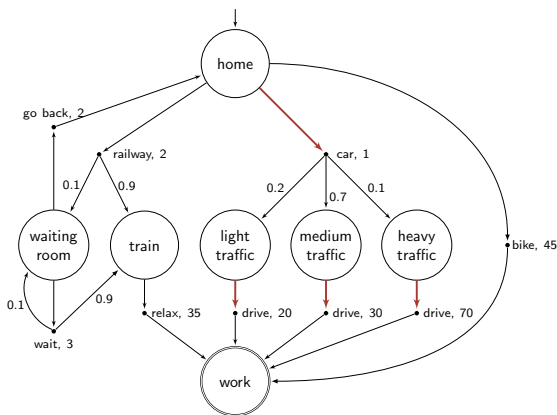 home
go back, 2
railway, 2
car, 1
0.1
0.9
0.2
0.7
0.1
waiting
room
train
light
traffic
medium
traffic
heavy
traffic
bike, 45
0.1
0.9
wait, 3
relax, 35
drive, 20
drive, 30
drive, 70
work